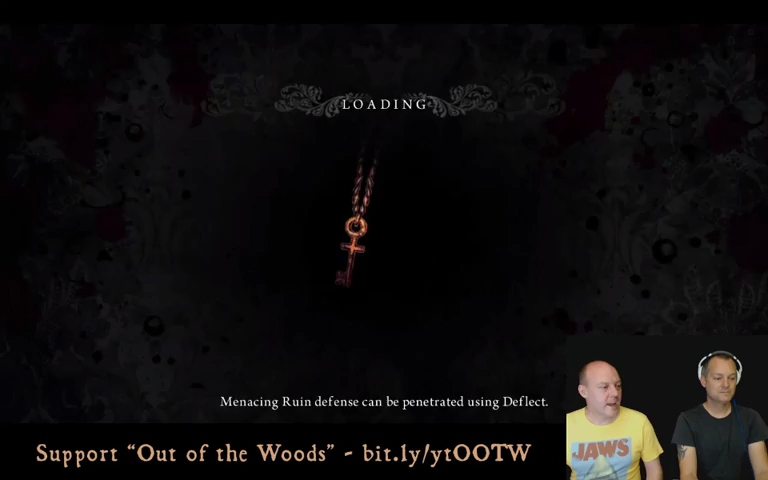 LOADING
Menacing Ruin defense can be penetrated using Deflect.
Support “Out of the Woods” - bit.ly/ytOOTW
JAWS